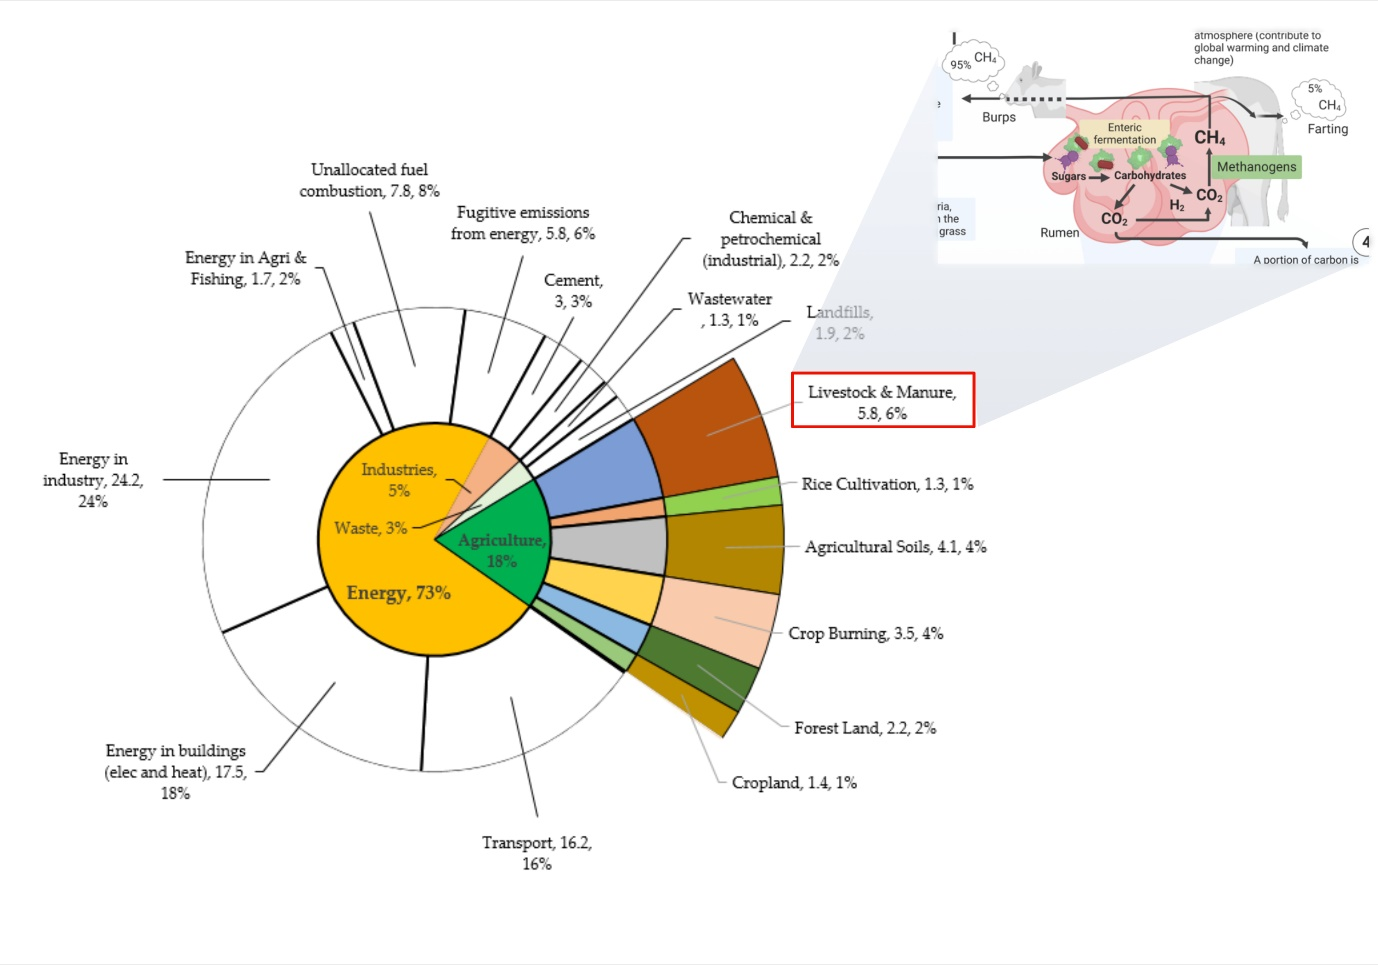 atmosphere (contribute to
global warming and climate
change)
95% CH₄
5%
CH₄
Burps
Farting
Enteric
fermentation
CH₄
Methanogens
Sugars
Carbohydrates
H₂
CO₂
CO₂
Rumen
ria,
the
grass
4
A portion of carbon is
Unallocated fuel
combustion, 7.8, 8%
Fugitive emissions
from energy, 5.8, 6%
Chemical &
petrochemical
(industrial), 2.2, 2%
Energy in Agri &
Fishing, 1.7, 2%
Cement,
3, 3%
Wastewater
, 1.3, 1%
Landfills,
1.9, 2%
Livestock & Manure,
5.8, 6%
Energy in
industry, 24.2,
24%
Industries,
5%
Waste, 3%
Agriculture,
18%
Energy, 73%
Rice Cultivation, 1.3, 1%
Agricultural Soils, 4.1, 4%
Crop Burning, 3.5, 4%
Forest Land, 2.2, 2%
Cropland, 1.4, 1%
Energy in buildings
(elec and heat), 17.5,
18%
Transport, 16.2,
16%